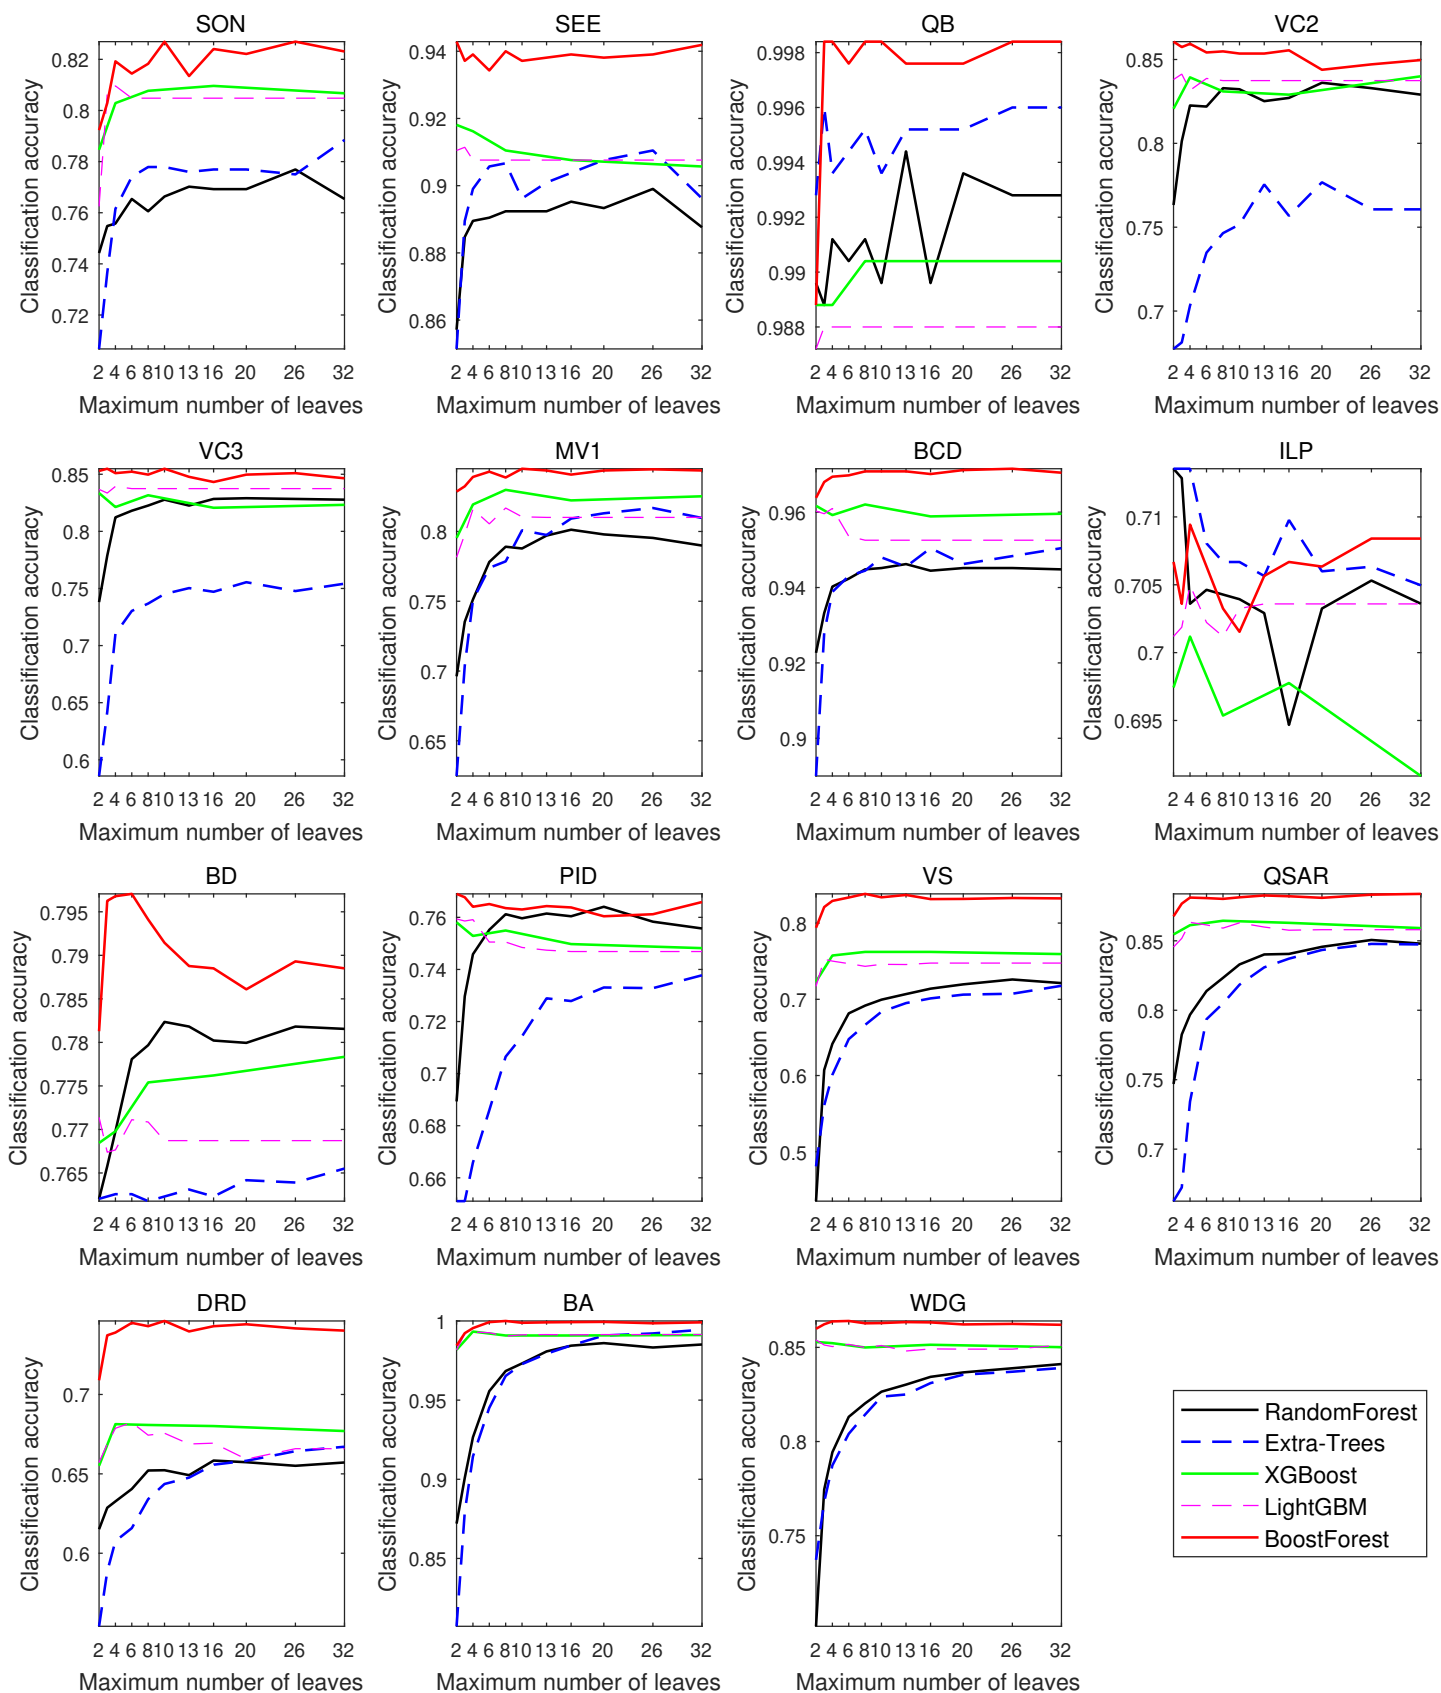 SON
Classification accuracy
0.82
0.8
0.78
0.76
0.74
0.72
2 4 6 8 10 13 16 20 26 32
Maximum number of leaves
SEE
Classification accuracy
0.94
0.92
0.9
0.88
0.86
2 4 6 8 10 13 16 20 26 32
Maximum number of leaves
QB
Classification accuracy
0.998
0.996
0.994
0.992
0.99
0.988
2 4 6 8 10 13 16 20 26 32
Maximum number of leaves
VC2
Classification accuracy
0.85
0.8
0.75
0.7
2 4 6 8 10 13 16 20 26 32
Maximum number of leaves
VC3
Classification accuracy
0.85
0.8
0.75
0.7
0.65
0.6
2 4 6 8 10 13 16 20 26 32
Maximum number of leaves
MV1
Classification accuracy
0.8
0.75
0.7
0.65
2 4 6 8 10 13 16 20 26 32
Maximum number of leaves
BCD
Classification accuracy
0.96
0.94
0.92
0.9
2 4 6 8 10 13 16 20 26 32
Maximum number of leaves
ILP
Classification accuracy
0.71
0.705
0.7
0.695
2 4 6 8 10 13 16 20 26 32
Maximum number of leaves
BD
Classification accuracy
0.795
0.79
0.785
0.78
0.775
0.77
0.765
2 4 6 8 10 13 16 20 26 32
Maximum number of leaves
PID
Classification accuracy
0.76
0.74
0.72
0.7
0.68
0.66
2 4 6 8 10 13 16 20 26 32
Maximum number of leaves
VS
Classification accuracy
0.8
0.7
0.6
0.5
2 4 6 8 10 13 16 20 26 32
Maximum number of leaves
QSAR
Classification accuracy
0.85
0.8
0.75
0.7
2 4 6 8 10 13 16 20 26 32
Maximum number of leaves
DRD
Classification accuracy
0.7
0.65
0.6
2 4 6 8 10 13 16 20 26 32
Maximum number of leaves
BA
Classification accuracy
1
0.95
0.9
0.85
2 4 6 8 10 13 16 20 26 32
Maximum number of leaves
WDG
Classification accuracy
0.85
0.8
0.75
2 4 6 8 10 13 16 20 26 32
Maximum number of leaves
RandomForest
Extra-Trees
XGBoost
LightGBM
BoostForest